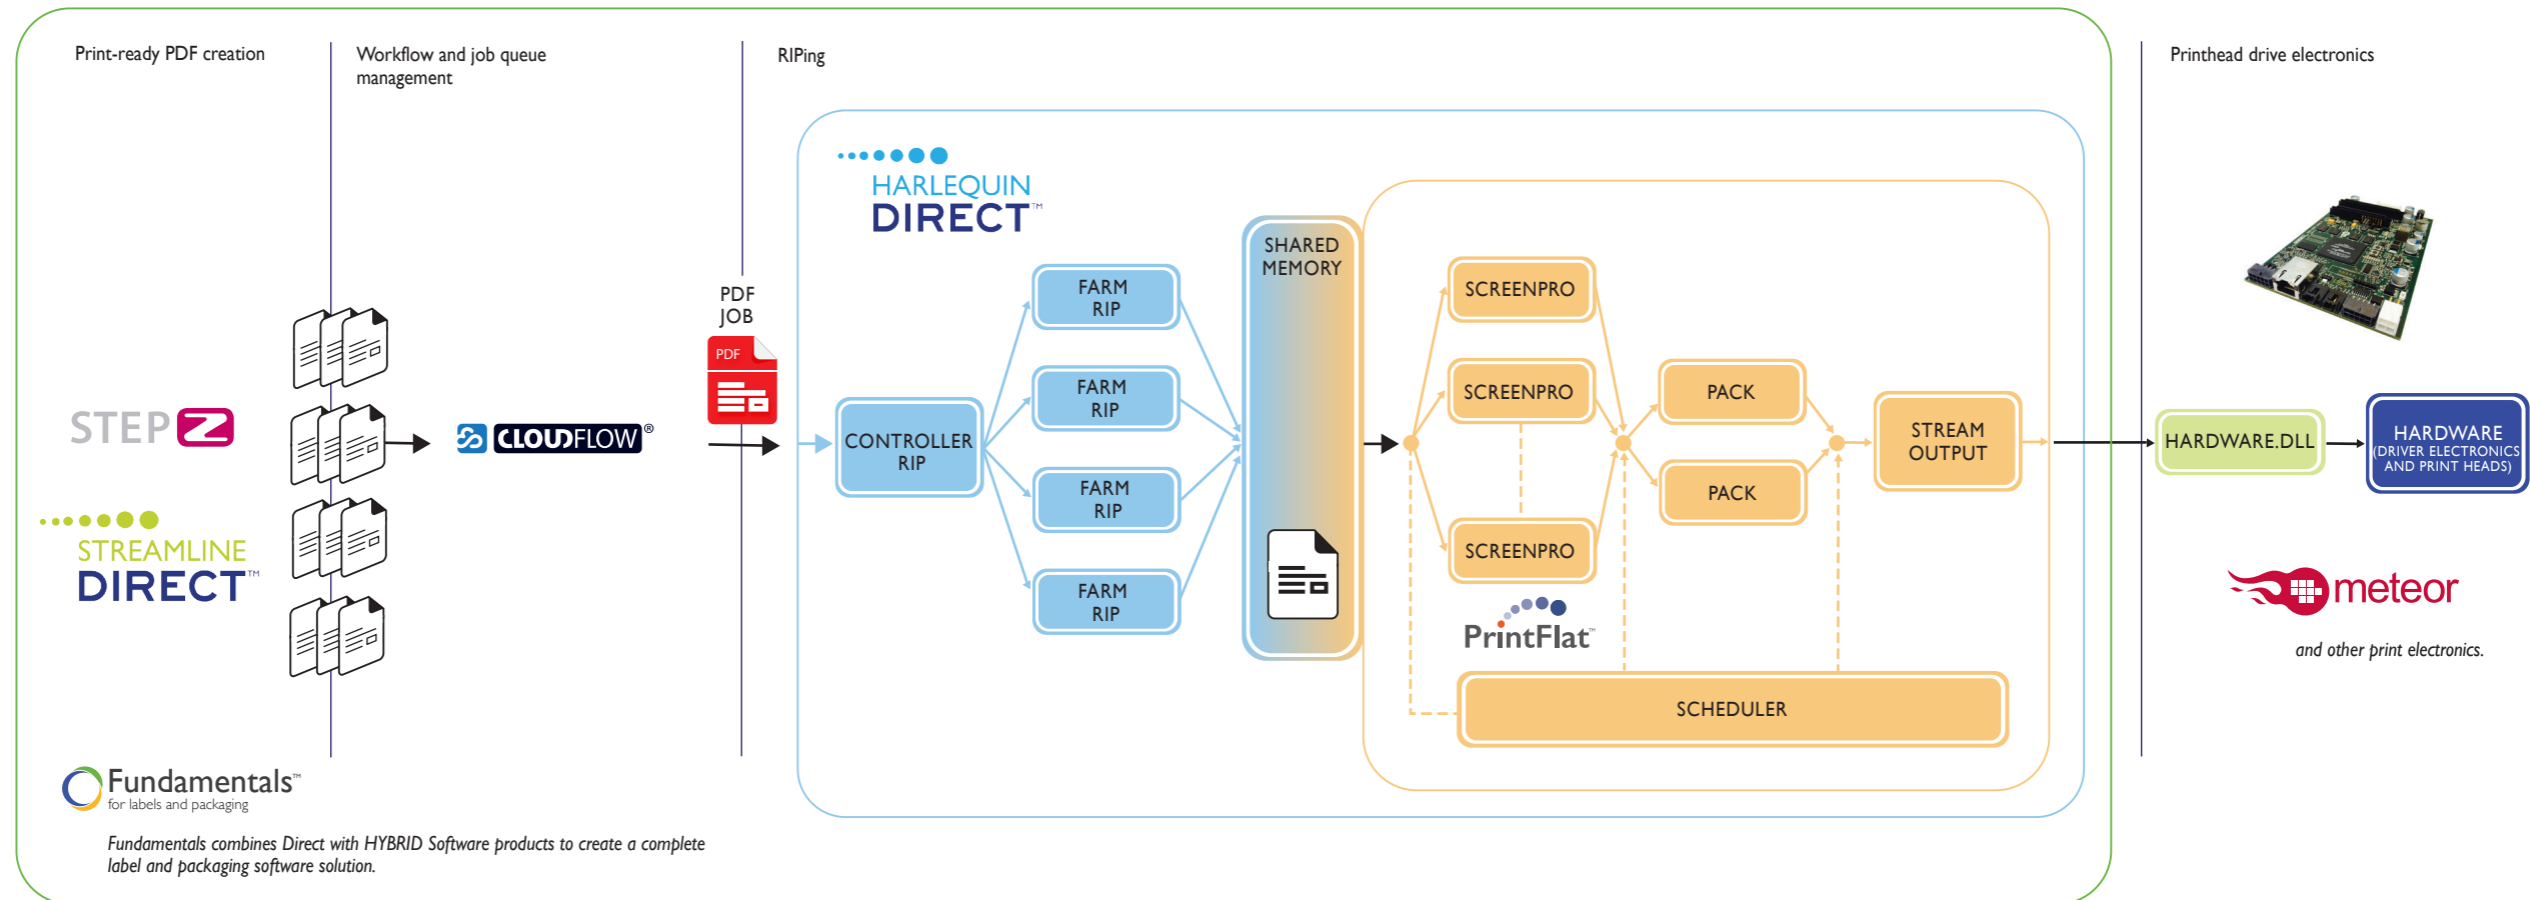 Print-ready PDF creation
Workflow and job queue
management
RIPing
Printhead drive electronics
HARLEQUIN
DIRECT™
SHARED
MEMORY
PDF
JOB
PDF
FARM
RIP
FARM
RIP
FARM
RIP
FARM
RIP
SCREENPRO
SCREENPRO
SCREENPRO
PACK
PACK
STEP Z
CLOUDFLOW®
CONTROLLER
RIP
STREAM
OUTPUT
HARDWARE.DLL
HARDWARE
(DRIVER ELECTRONICS
AND PRINT HEADS)
STREAMLINE
DIRECT™
PrintFlat™
meteor
and other print electronics.
SCHEDULER
Fundamentals™
for labels and packaging
Fundamentals combines Direct with HYBRID Software products to create a complete
label and packaging software solution.